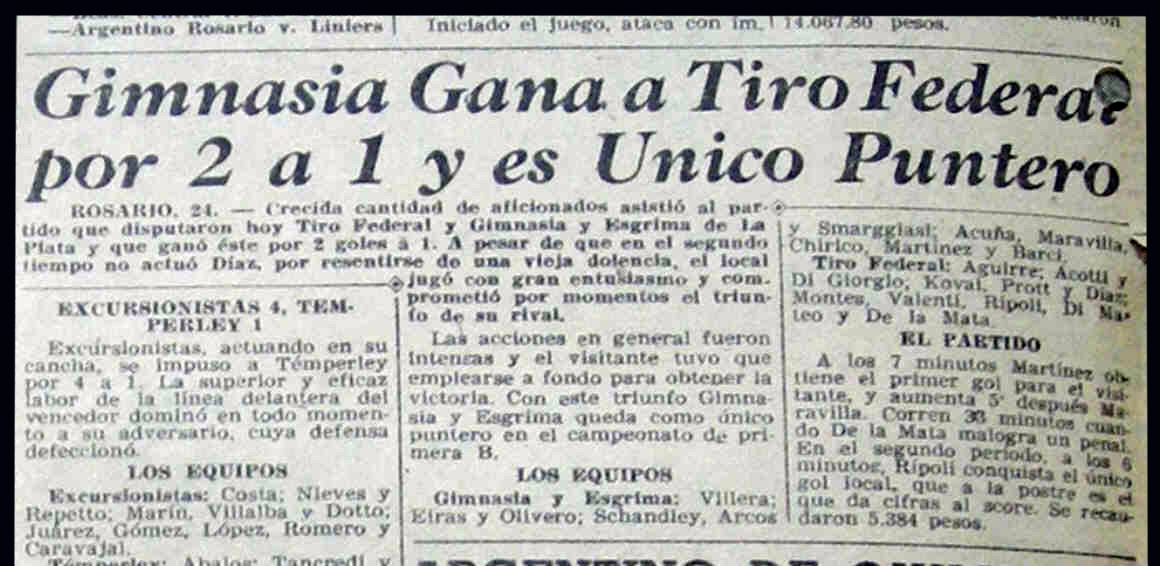 —Argentino Rosario v. Liniers
Iniciado el juego, ataca con im.
14.067.80 pesos.
Gimnasia Gana a Tiro Federal
por 2 a 1 y es Unico Puntero
ROSARIO, 24. — Crecida cantidad de aficionados asistió al par-
tido que disputaron hoy Tiro Federal y Gimnasia y Esgrima de La
Plata y que ganó éste por 2 goles á 1. A pesar de que en el segundo
tiempo no actuó Díaz, por resentirse de una vieja dolencia, el local
jugó con gran entusiasmo y com-
prometió por momentos el triun-
fo de su rival.
Las acciones en general fueron
intensas y el visitante tuvo que
emplearse a fondo para obtener la
victoria. Con este triunfo Gimna-
sia y Esgrima queda como único
puntero en el campeonato de pri-
mera B.
LOS EQUIPOS
Gimnasia y Esgrima: Villera;
Eiras y Olivero; Schandley, Arcos
y Smarggiasi; Acuña, Maravilla,
Chirico, Martínez y Barci.
Tiro Federal: Aguirre; Acotti y
Di Giorgio; Koval, Prott y Díaz;
Montes, Valenti, Rípoli, Di Ma-
teo y De la Mata.
EL PARTIDO
A los 7 minutos Martínez ob-
tiene el primer gol para el visi-
tante, y aumenta 5' después Ma-
ravilla. Corren 33 minutos cuan-
do De la Mata malogra un penal.
En el segundo período, a los 6
minutos, Rípoli conquista el único
gol local, que a la postre es el
que da cifras al score. Se recau-
daron 5.384 pesos.
EXCURSIONISTAS 4, TEM-
PERLEY 1
Excursionistas, actuando en su
cancha, se impuso a Témperley
por 4 a 1. La superior y eficaz
labor de la línea delantera del
vencedor dominó en todo momen-
to a su adversario, cuya defensa
defeccionó.
LOS EQUIPOS
Excursionistas: Costa; Nieves y
Repetto; Marín, Villalba y Dotto;
Juárez, Gómez, López, Romero y
Caravajal.
Témperley: Abalos; Tancredi y